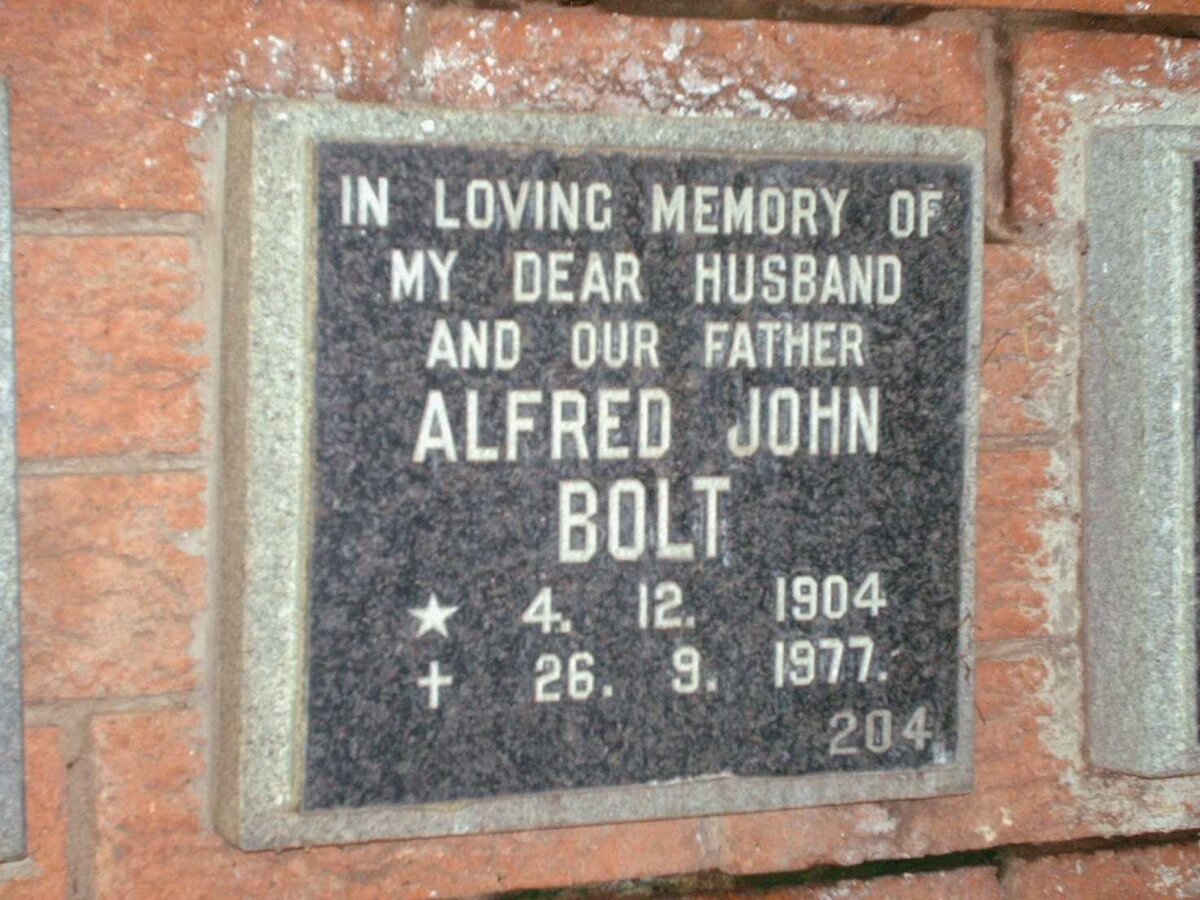 IN LOVING MEMORY OF
MY DEAR HUSBAND
AND OUR FATHER
ALFRED JOHN
BOLT
★ 4. 12. 1904
✝ 26. 9. 1977.
204